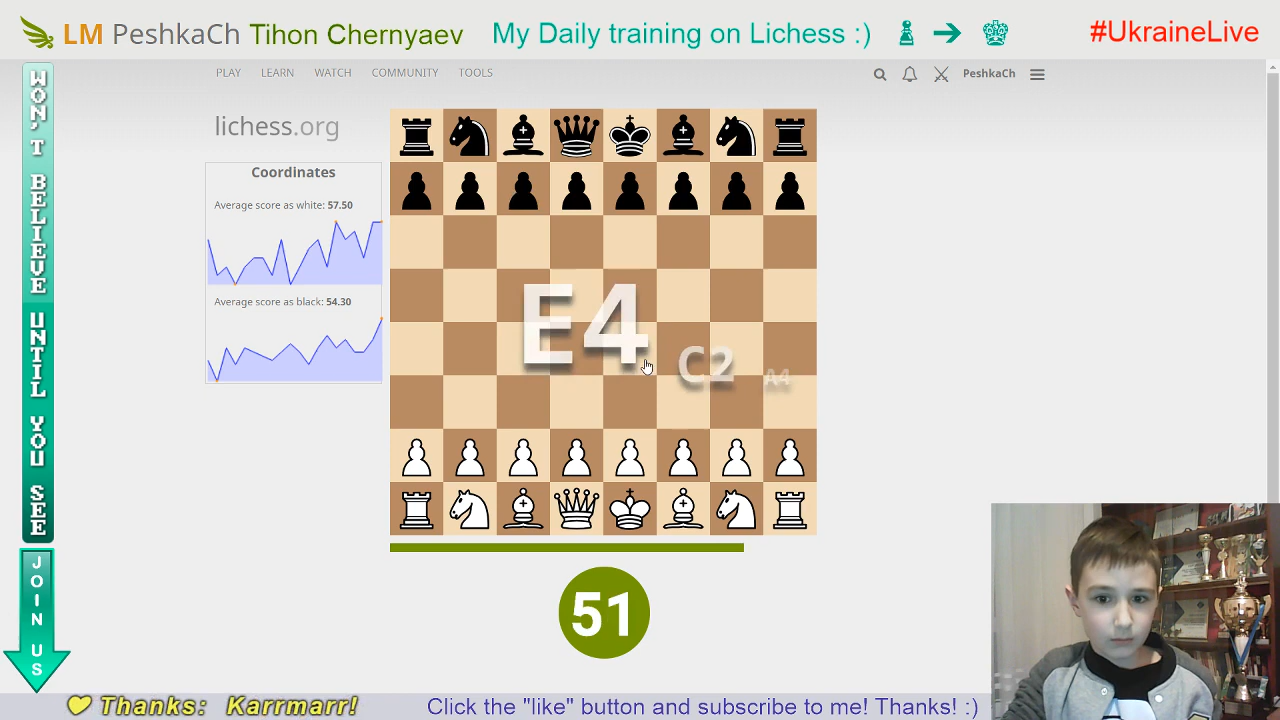 LM PeshkaCh Tihon Chernyaev My Daily training on Lichess :) #UkraineLive
WON'T BELIEVE UNTIL YOU SEE
JOIN US
PLAY LEARN WATCH COMMUNITY TOOLS PeshkaCh
lichess.org
Coordinates
Average score as white: 57.50
Average score as black: 54.30
E4 C2 A4
51
Thanks: Karrmarr! Click the "like" button and subscribe to me! Thanks! :)